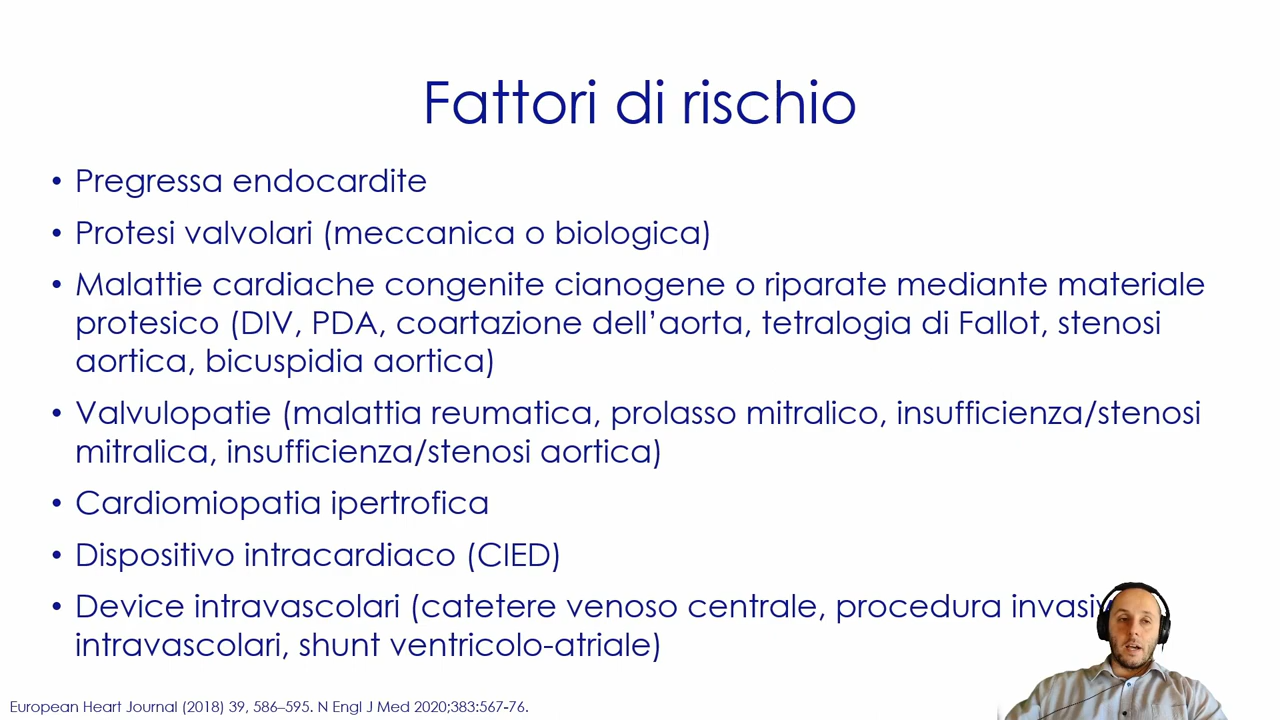 Fattori di rischio
• Pregressa endocardite
• Protesi valvolari (meccanica o biologica)
• Malattie cardiache congenite cianogene o riparate mediante materiale
protesico (DIV, PDA, coartazione dell’aorta, tetralogia di Fallot, stenosi
aortica, bicuspidia aortica)
• Valvulopatie (malattia reumatica, prolasso mitralico, insufficienza/stenosi
mitralica, insufficienza/stenosi aortica)
• Cardiomiopatia ipertrofica
• Dispositivo intracardiaco (CIED)
• Device intravascolari (catetere venoso centrale, procedura
intravascolari, shunt ventricolo-atriale)
European Heart Journal (2018) 39, 586–595. N Engl J Med 2020;383:567-76.